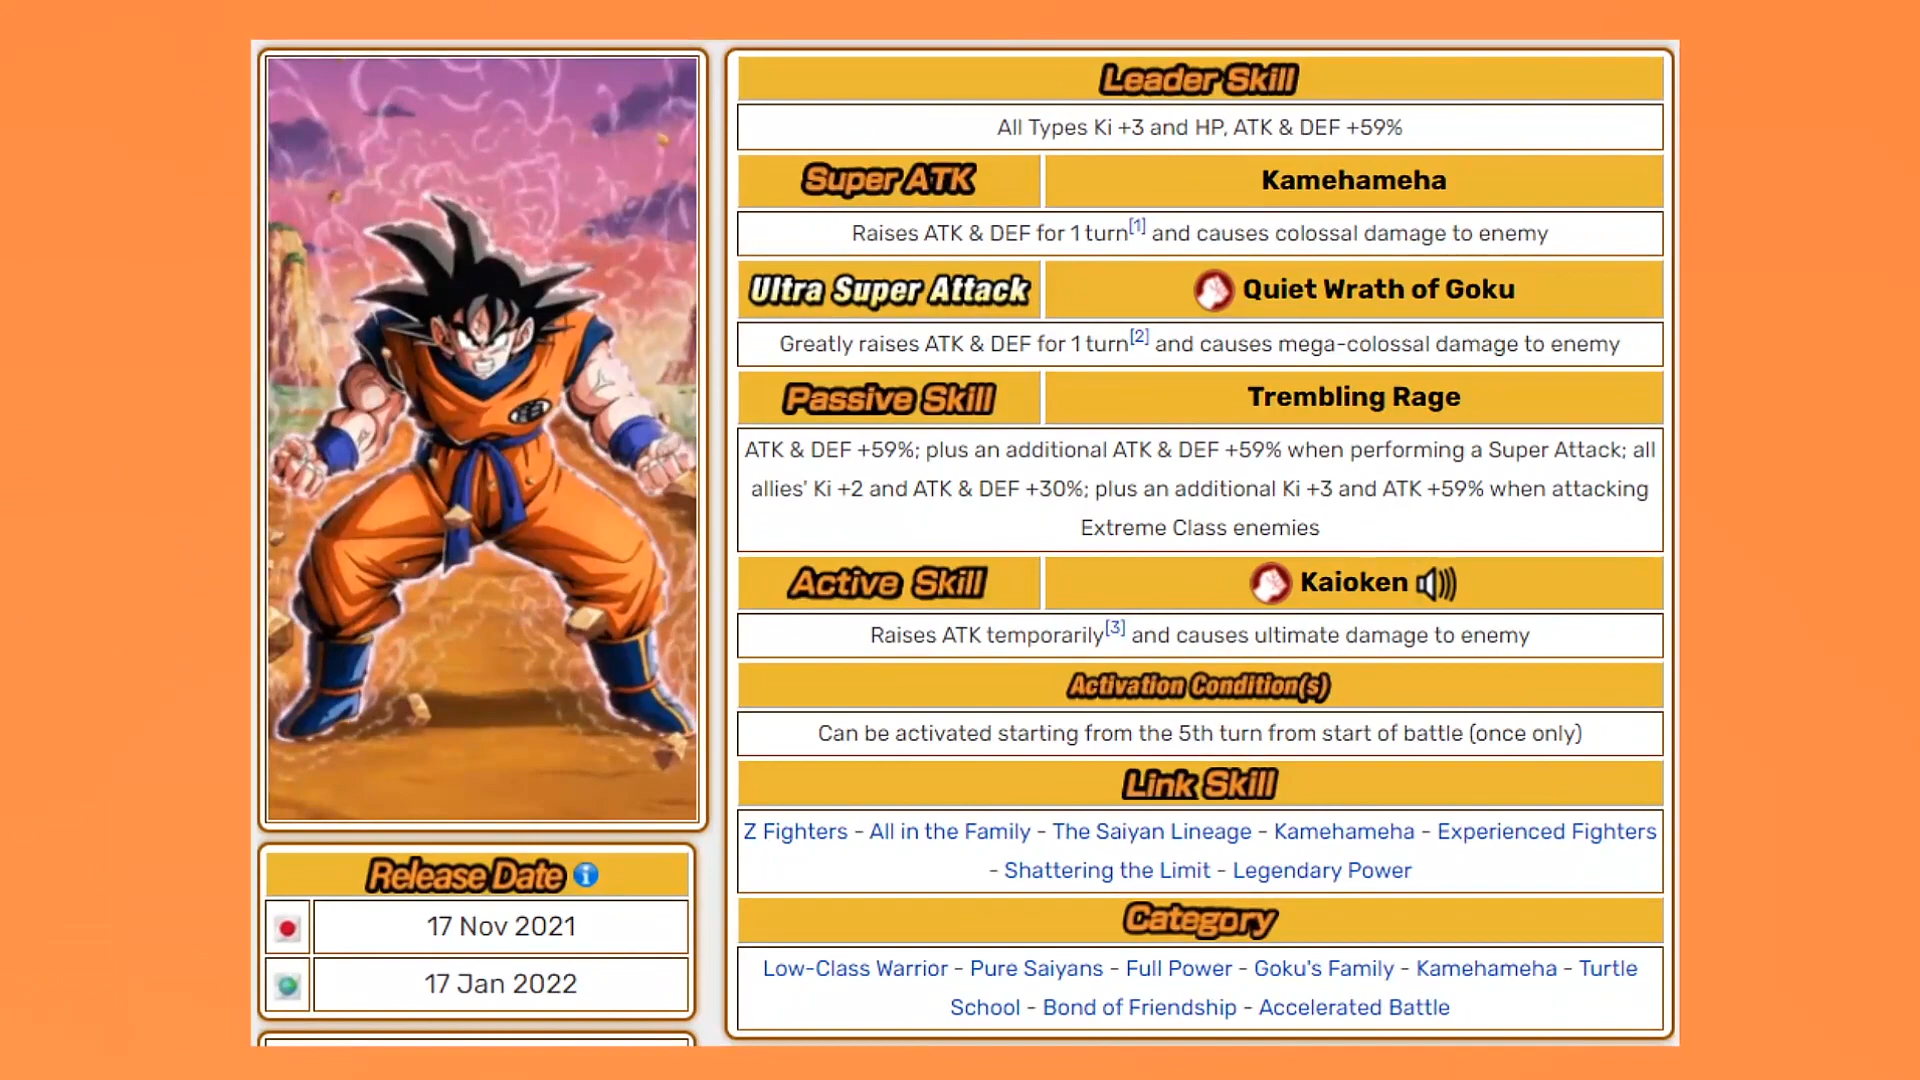 Leader Skill
All Types Ki +3 and HP, ATK & DEF +59%
Super ATK
Kamehameha
Raises ATK & DEF for 1 turn[1] and causes colossal damage to enemy
Ultra Super Attack
Quiet Wrath of Goku
Greatly raises ATK & DEF for 1 turn[2] and causes mega-colossal damage to enemy
Passive Skill
Trembling Rage
ATK & DEF +59%; plus an additional ATK & DEF +59% when performing a Super Attack; all
allies' Ki +2 and ATK & DEF +30%; plus an additional Ki +3 and ATK +59% when attacking
Extreme Class enemies
Active Skill
Kaioken
Raises ATK temporarily[3] and causes ultimate damage to enemy
Activation Condition(s)
Can be activated starting from the 5th turn from start of battle (once only)
Link Skill
Z Fighters - All in the Family - The Saiyan Lineage - Kamehameha - Experienced Fighters
- Shattering the Limit - Legendary Power
Category
Low-Class Warrior - Pure Saiyans - Full Power - Goku's Family - Kamehameha - Turtle
School - Bond of Friendship - Accelerated Battle
Release Date
17 Nov 2021
17 Jan 2022